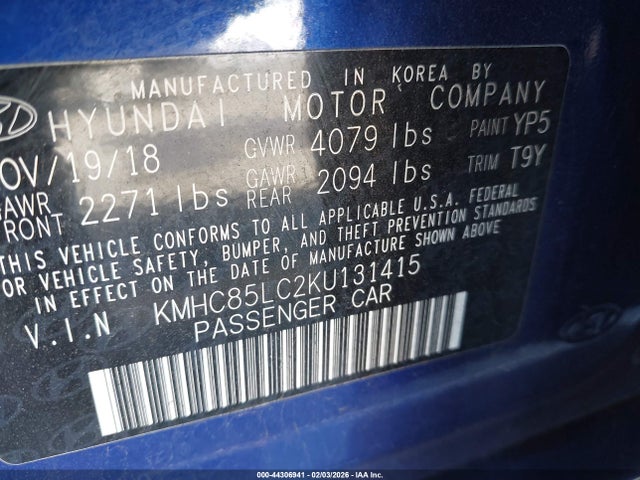 MANUFACTURED IN KOREA BY
HYUNDAI MOTOR COMPANY
OV/19/18 GVWR 4079 lbs PAINT YP5
GAWR FRONT 2271 lbs GAWR REAR 2094 lbs TRIM T9Y
THIS VEHICLE CONFORMS TO ALL APPLICABLE U.S.A. FEDERAL
MOTOR VEHICLE SAFETY, BUMPER, AND THEFT PREVENTION STANDARDS
IN EFFECT ON THE DATE OF MANUFACTURE SHOWN ABOVE
V.I.N KMHC85LC2KU131415
PASSENGER CAR
000-44306941 - 02/03/2026 - IAA Inc.